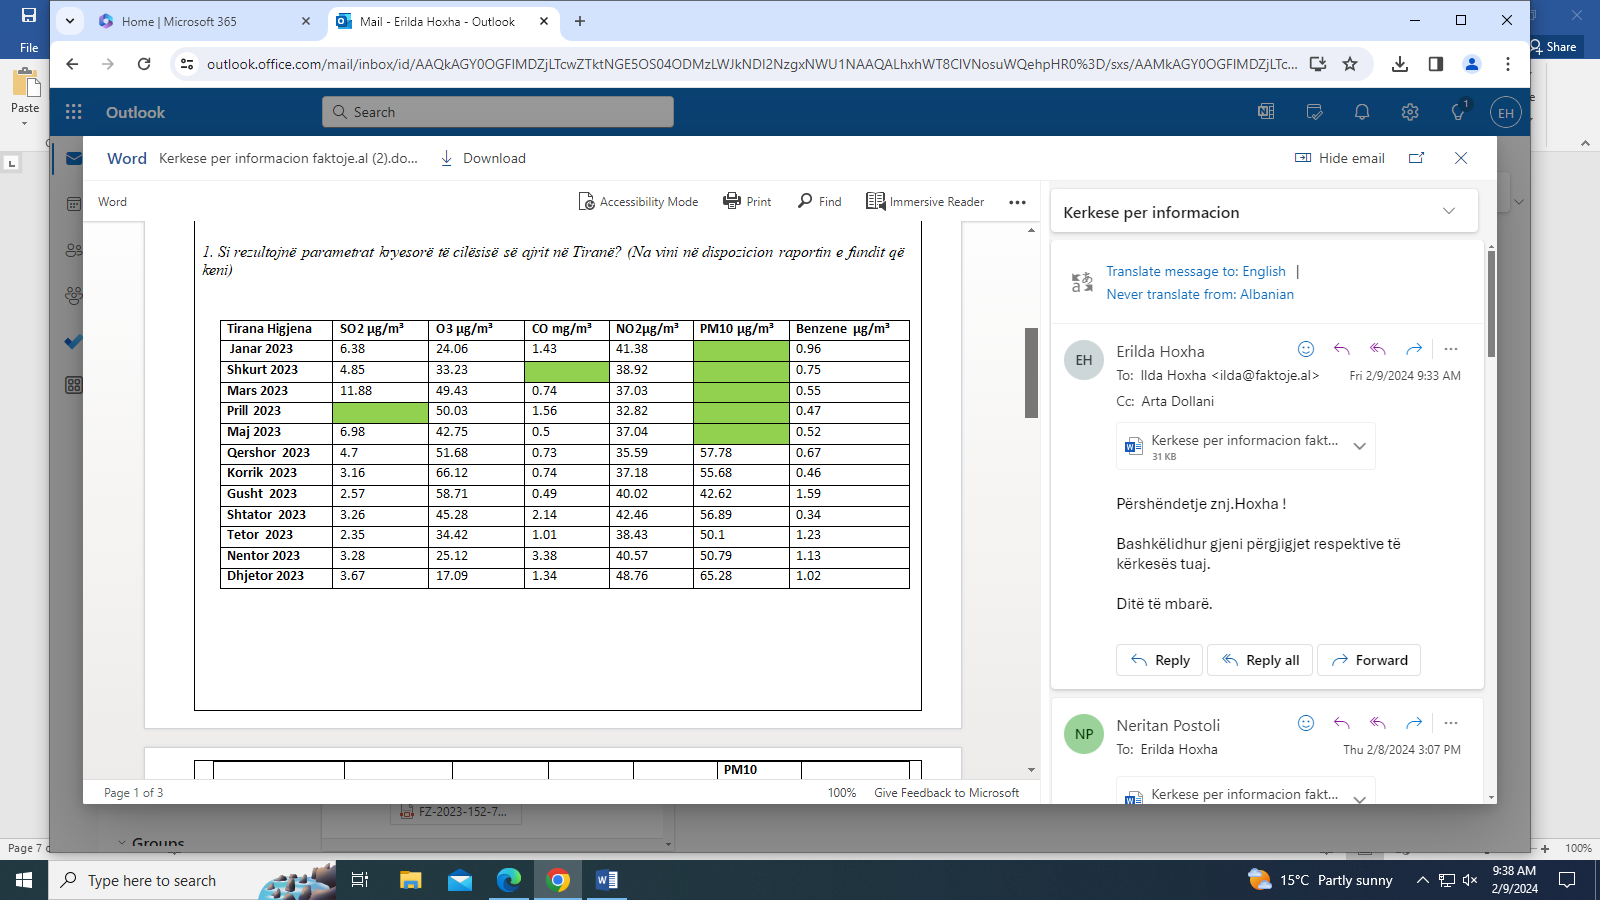 File
Share
Paste
Home | Microsoft 365
Mail - Erilda Hoxha - Outlook
outlook.office.com/mail/inbox/id/AAQkAGY0OGFlMDZjLTcwZTktNGE5OS04ODMzLWJkNDI2NzgxNWU1NAAQALhxhWT8ClVNosuWQehpHR0%3D/sxs/AAMkAGY0OGFlMDZjLTc...
Outlook
Search
1
EH
Word
Kerkese per informacion faktoje.al (2).do...
Download
Hide email
Word
Accessibility Mode
Print
Find
Immersive Reader
1. Si rezultojnë parametrat kryesorë të cilësisë së ajrit në Tiranë? (Na vini në dispozicion raportin e fundit që
keni)
Tirana Higjena SO2 µg/m³ O3 µg/m³ CO mg/m³ NO2µg/m³ PM10 µg/m³ Benzene µg/m³
Janar 2023 6.38 24.06 1.43 41.38 0.96
Shkurt 2023 4.85 33.23 38.92 0.75
Mars 2023 11.88 49.43 0.74 37.03 0.55
Prill 2023 50.03 1.56 32.82 0.47
Maj 2023 6.98 42.75 0.5 37.04 0.52
Qershor 2023 4.7 51.68 0.73 35.59 57.78 0.67
Korrik 2023 3.16 66.12 0.74 37.18 55.68 0.46
Gusht 2023 2.57 58.71 0.49 40.02 42.62 1.59
Shtator 2023 3.26 45.28 2.14 42.46 56.89 0.34
Tetor 2023 2.35 34.42 1.01 38.43 50.1 1.23
Nentor 2023 3.28 25.12 3.38 40.57 50.79 1.13
Dhjetor 2023 3.67 17.09 1.34 48.76 65.28 1.02
PM10
Page 1 of 3
100%
Give Feedback to Microsoft
Kerkese per informacion
Translate message to: English |
Never translate from: Albanian
EH
Erilda Hoxha
To: Ilda Hoxha <ilda@faktoje.al>
Fri 2/9/2024 9:33 AM
Cc: Arta Dollani
Kerkese per informacion fakt...
31 KB
Përshëndetje znj.Hoxha !
Bashkëlidhur gjeni përgjigjet respektive të
kërkesës tuaj.
Ditë të mbarë.
Reply
Reply all
Forward
NP
Neritan Postoli
To: Erilda Hoxha
Thu 2/8/2024 3:07 PM
Kerkese per informacion fakt...
FZ-2023-152-7...
Groups
Page 7
100%
Type here to search
15°C Partly sunny
9:38 AM
2/9/2024